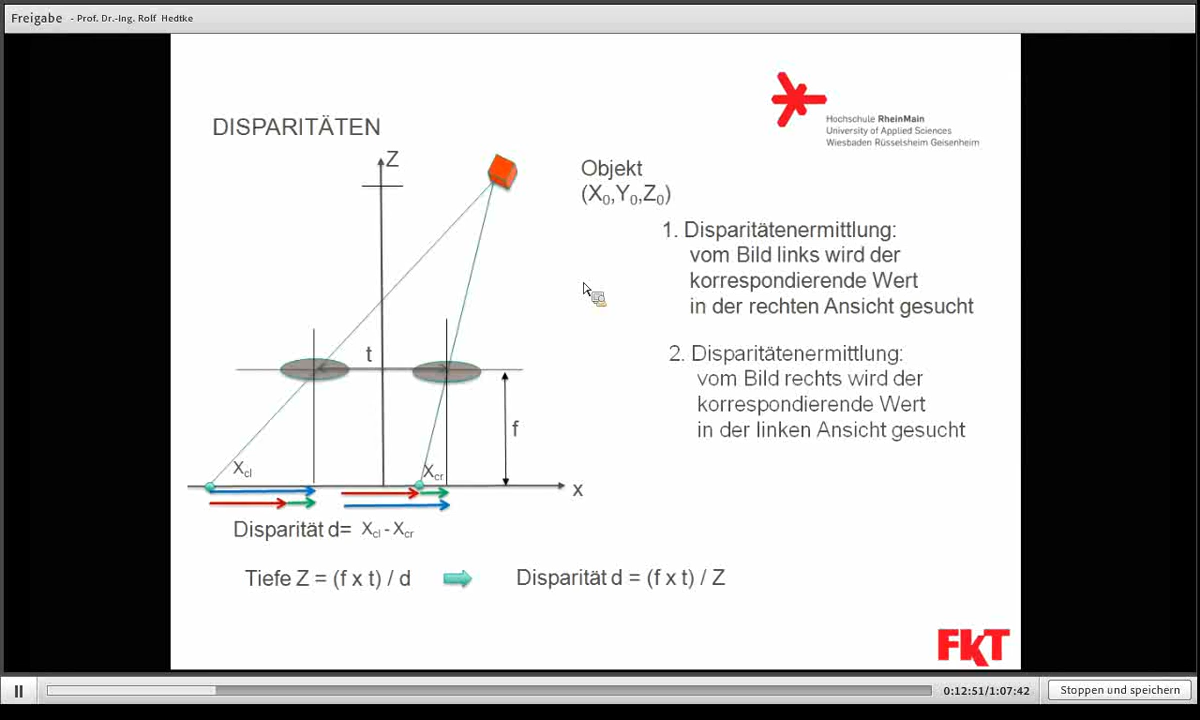 Freigabe - Prof. Dr.-Ing. Rolf Hedtke
Hochschule RheinMain
University of Applied Sciences
Wiesbaden Rüsselsheim Geisenheim
DISPARITÄTEN
Z
Objekt
(X₀,Y₀,Z₀)
1. Disparitätenermittlung:
vom Bild links wird der
korrespondierende Wert
in der rechten Ansicht gesucht
2. Disparitätenermittlung:
vom Bild rechts wird der
korrespondierende Wert
in der linken Ansicht gesucht
t
f
Xcl
Xcr
x
Disparität d= Xcl - Xcr
Tiefe Z = (f x t) / d
Disparität d = (f x t) / Z
FKT
0:12:51/1:07:42
Stoppen und speichern